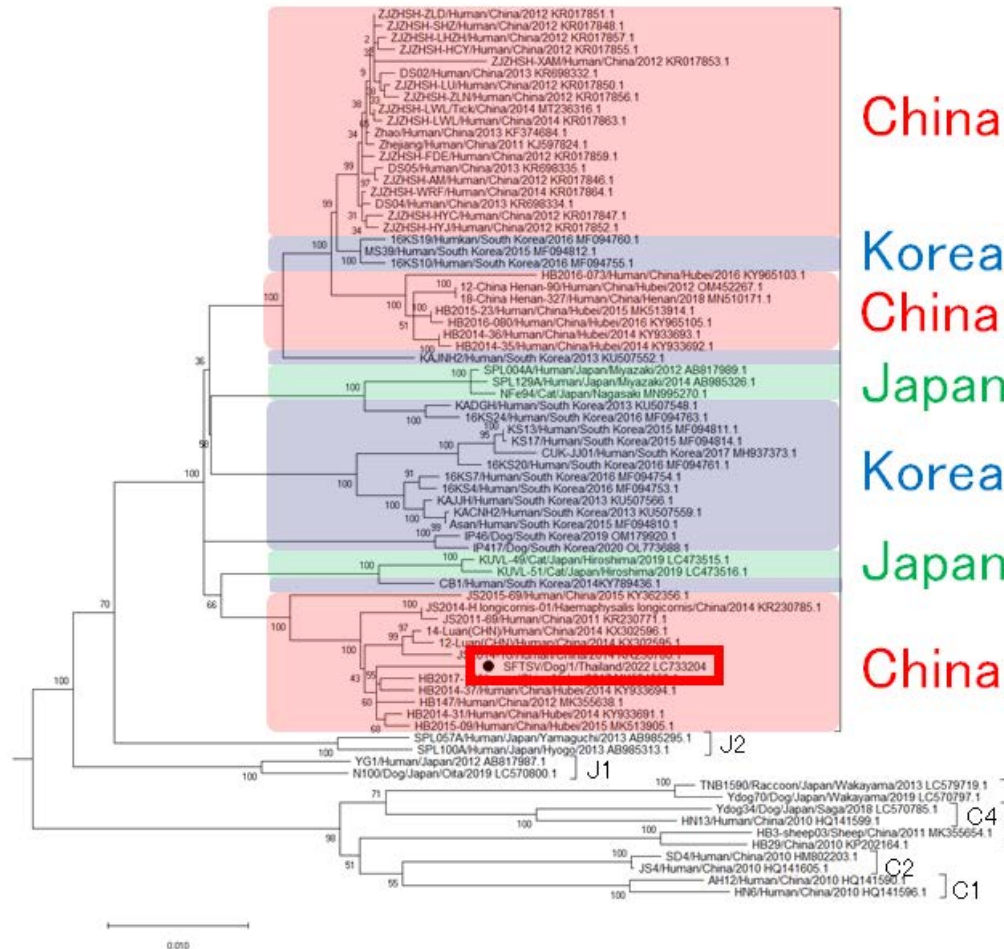 ZJZHSH-ZLD/Human/China/2012 KR017851.1
ZJZHSH-SHZ/Human/China/2012 KR017848.1
ZJZHSH-LHZH/Human/China/2012 KR017857.1
ZJZHSH-HCY/Human/China/2012 KR017855.1
ZJZHSH-XAM/Human/China/2012 KR017853.1
DS02/Human/China/2013 KR698332.1
ZJZHSH-LU/Human/China/2012 KR017850.1
ZJZHSH-ZLN/Human/China/2012 KR017856.1
ZJZHSH-LWL/Tick/China/2014 MT236316.1
ZJZHSH-LWL/Human/China/2014 KR017863.1
Zhao/Human/China/2013 KF374684.1
Zhejiang/Human/China/2011 KJ597824.1
ZJZHSH-FDE/Human/China/2012 KR017859.1
DS05/Human/China/2013 KR698335.1
ZJZHSH-AM/Human/China/2012 KR017846.1
ZJZHSH-WRF/Human/China/2014 KR017864.1
DS04/Human/China/2013 KR698334.1
ZJZHSH-HYC/Human/China/2012 KR017847.1
ZJZHSH-HYJ/Human/China/2012 KR017852.1
China
16KS19/Humkan/South Korea/2016 MF094760.1
MS39/Human/South Korea/2015 MF094812.1
16KS10/Human/South Korea/2016 MF094755.1
Korea
HB2016-073/Human/China/Hubei/2016 KY965103.1
12-China Henan-90/Human/China/Hubei/2012 OM452267.1
18-China Henan-327/Human/China/Henan/2018 MN510171.1
HB2015-23/Human/China/Hubei/2015 MK513914.1
HB2016-080/Human/China/Hubei/2016 KY965105.1
HB2014-36/Human/China/Hubei/2014 KY933693.1
HB2014-35/Human/China/Hubei/2014 KY933692.1
China
KAJNH2/Human/South Korea/2013 KU507552.1
SPL004A/Human/Japan/Miyazaki/2012 AB817989.1
SPL129A/Human/Japan/Miyazaki/2014 AB985326.1
NFe94/Cat/Japan/Nagasaki MN995270.1
Japan
KADGH/Human/South Korea/2013 KU507548.1
16KS24/Human/South Korea/2016 MF094763.1
KS13/Human/South Korea/2015 MF094811.1
KS17/Human/South Korea/2015 MF094814.1
CUK-JJ01/Human/South Korea/2017 MH937373.1
16KS20/Human/South Korea/2016 MF094761.1
16KS7/Human/South Korea/2016 MF094754.1
16KS4/Human/South Korea/2016 MF094753.1
KAJJH/Human/South Korea/2013 KU507566.1
KACNH2/Human/South Korea/2013 KU507559.1
Asan/Human/South Korea/2015 MF094810.1
IP46/Dog/South Korea/2019 OM179920.1
IP417/Dog/South Korea/2020 OL773688.1
Korea
KUVL-49/Cat/Japan/Hiroshima/2019 LC473515.1
KUVL-51/Cat/Japan/Hiroshima/2019 LC473516.1
Japan
CB1/Human/South Korea/2014KY789436.1
JS2015-69/Human/China/2015 KY362356.1
JS2014-H.longicornis-01/Haemaphysalis longicornis/China/2014 KR230785.1
JS2011-69/Human/China/2011 KR230771.1
14-Luan(CHN)/Human/China/2014 KX302596.1
12-Luan(CHN)/Human/China/2014 KX302595.1
SFTSV/Dog/1/Thailand/2022 LC733204
HB2017-
HB2014-37/Human/China/Hubei/2014 KY933694.1
HB147/Human/China/2012 MK355638.1
HB2014-31/Human/China/Hubei/2014 KY933691.1
HB2015-09/Human/China/Hubei/2015 MK513905.1
China
SPL057A/Human/Japan/Yamaguchi/2013 AB985295.1
SPL100A/Human/Japan/Hyogo/2013 AB985313.1
J2
YG1/Human/Japan/2012 AB817987.1
N100/Dog/Japan/Oita/2019 LC570800.1
J1
TNB1590/Raccoon/Japan/Wakayama/2013 LC579719.1
Ydog70/Dog/Japan/Wakayama/2019 LC570797.1
Ydog34/Dog/Japan/Saga/2018 LC570785.1
HN13/Human/China/2010 HQ141599.1
C4
HB3-sheep03/Sheep/China/2011 MK355654.1
HB29/China/2010 KP202164.1
SD4/Human/China/2010 HM802203.1
JS4/Human/China/2010 HQ141605.1
C2
AH12/Human/China/2010 HQ141590.1
HN6/Human/China/2010 HQ141596.1
C1
0.010